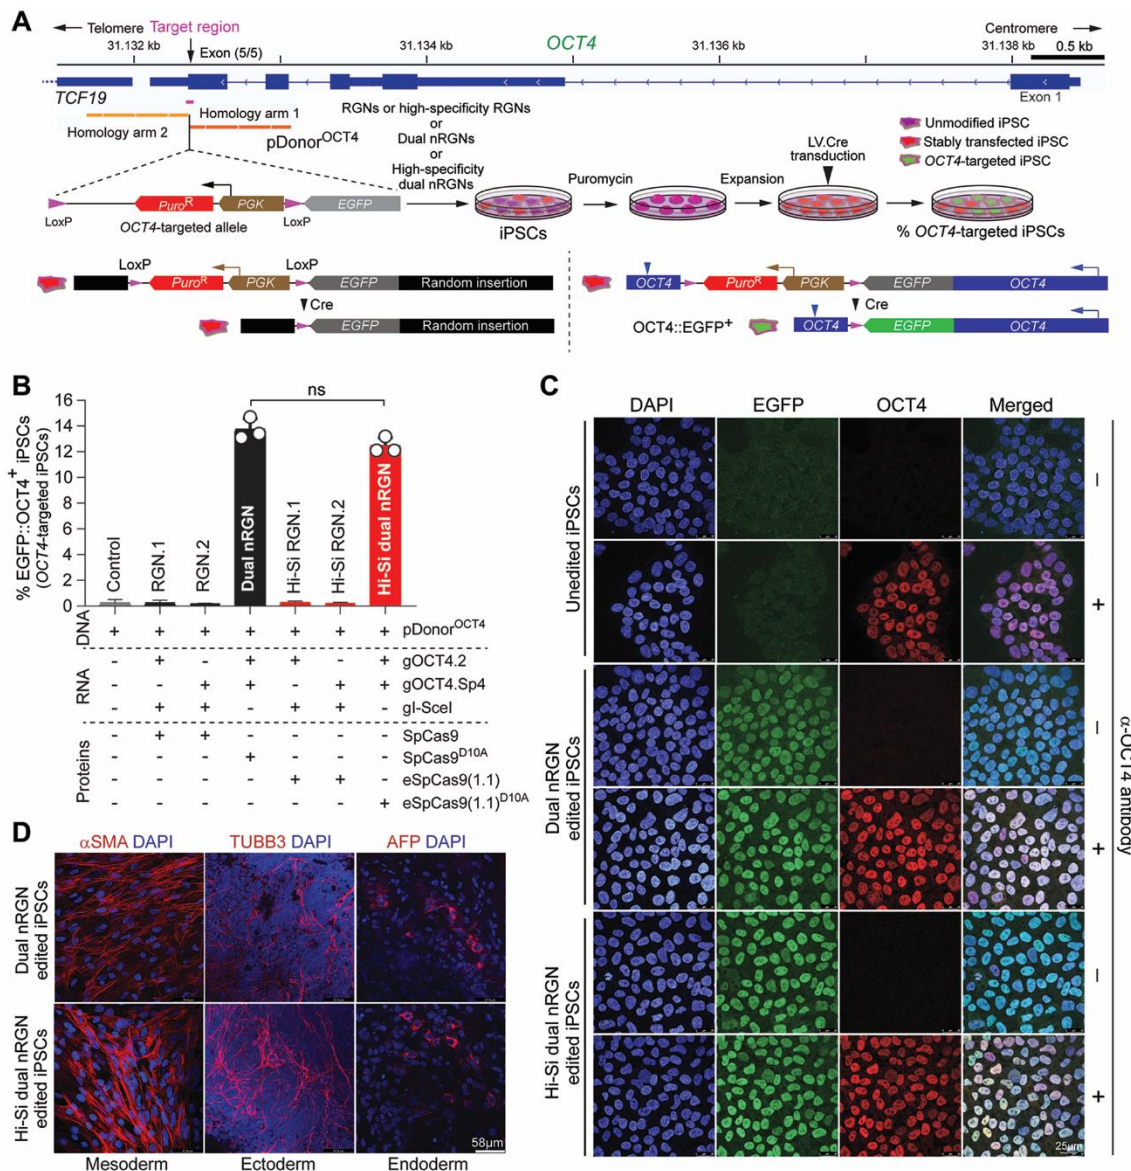 A
Telomere
Target region
Centromere
31.132 kb
Exon (5/5)
31.134 kb
OCT4
31.136 kb
31.138 kb
0.5 kb
TCF19
Exon 1
Homology arm 1
Homology arm 2
pDonorOCT4
RGNs or high-specificity RGNs
or
Dual nRGNs
or
High-specificity
dual nRGNs
Unmodified iPSC
Stably transfected iPSC
OCT4-targeted iPSC
LV.Cre
transduction
Puromycin
Expansion
PuroR
PGK
EGFP
LoxP
LoxP
OCT4-targeted allele
iPSCs
% OCT4-targeted iPSCs
LoxP
LoxP
PuroR
PGK
EGFP
Random insertion
Cre
EGFP
Random insertion
OCT4
PuroR
PGK
EGFP
OCT4
Cre
OCT4::EGFP+
OCT4
EGFP
OCT4
B
% EGFP::OCT4+ iPSCs
(OCT4-targeted iPSCs)
16
14
12
10
8
6
4
2
0
ns
Control
RGN.1
RGN.2
Dual nRGN
Hi-Si RGN.1
Hi-Si RGN.2
Hi-Si dual nRGN
DNA
+ + + + + + + pDonorOCT4
RNA
- + - + + - + gOCT4.2
- - + + - + + gOCT4.Sp4
- + + - + + - gI-SceI
Proteins
- + + - - - - SpCas9
- - - + - - - SpCas9D10A
- - - - + + - eSpCas9(1.1)
- - - - - - + eSpCas9(1.1)D10A
C
DAPI
EGFP
OCT4
Merged
Unedited iPSCs
Dual nRGN
edited iPSCs
Hi-Si dual nRGN
edited iPSCs
-
+
-
+
-
+
α-OCT4 antibody
25µm
D
αSMA DAPI
TUBB3 DAPI
AFP DAPI
Dual nRGN
edited iPSCs
Hi-Si dual nRGN
edited iPSCs
58µm
Mesoderm
Ectoderm
Endoderm